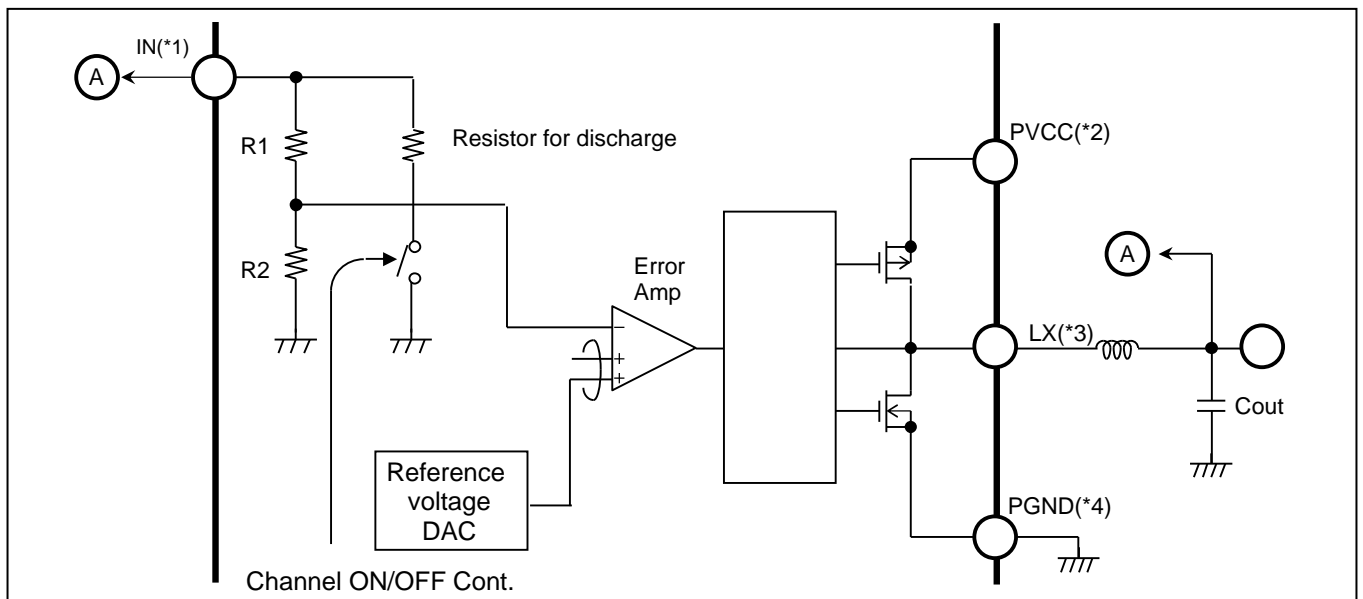 IN(*1)
A
R1
Resistor for discharge
PVCC(*2)
R2
A
Error
Amp
−
+
+
LX(*3)
Cout
Reference
voltage
DAC
PGND(*4)
Channel ON/OFF Cont.